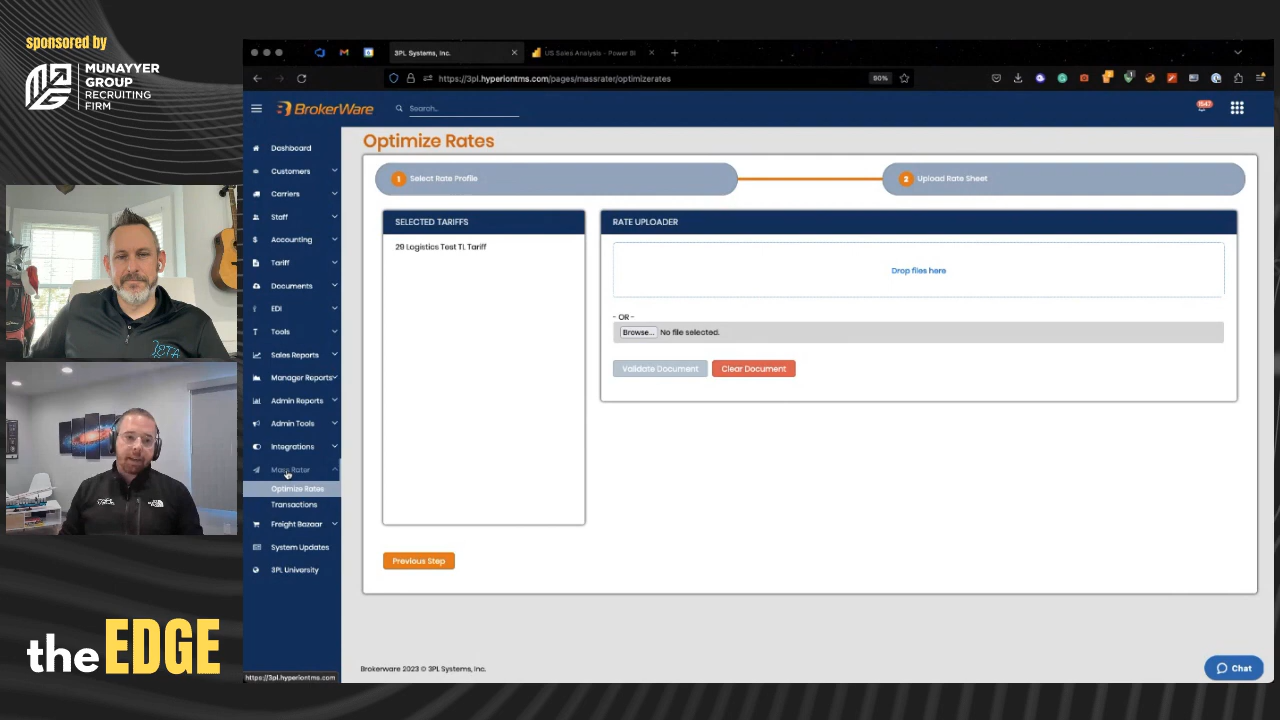 sponsored by
MUNAYYER
GROUP
RECRUITING
FIRM
the EDGE
3PL Systems, Inc.
US Sales Analysis - Power BI
https://3pl.hyperiontms.com/pages/massrater/optimizerates
90%
BrokerWare
Search...
1547
Dashboard
Customers
Carriers
Staff
Accounting
Tariff
Documents
EDI
Tools
Sales Reports
Manager Reports
Admin Reports
Admin Tools
Integrations
Mass Rater
Optimize Rates
Transactions
Freight Bazaar
System Updates
3PL University
https://3pl.hyperiontms.com
Optimize Rates
1 Select Rate Profile
2 Upload Rate Sheet
SELECTED TARIFFS
29 Logistics Test TL Tariff
RATE UPLOADER
Drop files here
- OR -
Browse... No file selected.
Validate Document
Clear Document
Previous Step
Brokerware 2023 © 3PL Systems, Inc.
Chat